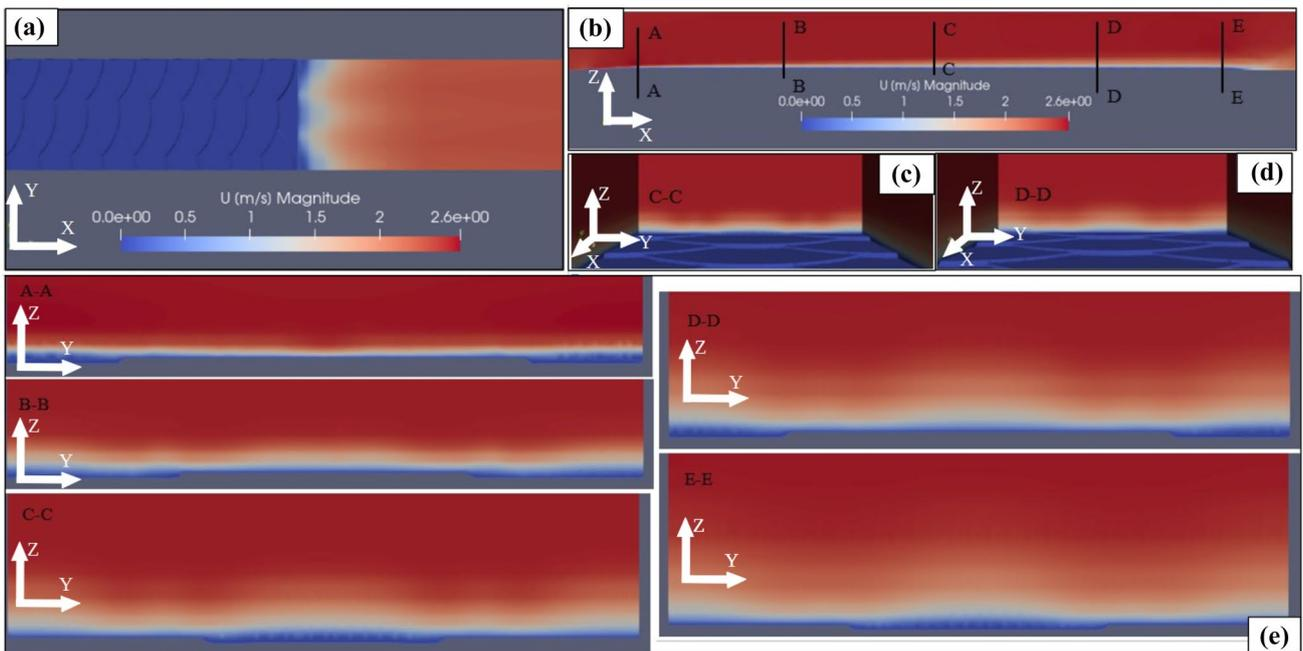 (a)
Y
X
U (m/s) Magnitude
0.0e+00 0.5 1 1.5 2 2.6e+00
(b)
A B C D E
A B C D E
Z
X
U (m/s) Magnitude
0.0e+00 0.5 1 1.5 2 2.6e+00
(c)
C-C
Z
Y
X
(d)
D-D
Z
Y
X
A-A
Z
Y
B-B
Z
Y
C-C
Z
Y
D-D
Z
Y
E-E
Z
Y
(e)